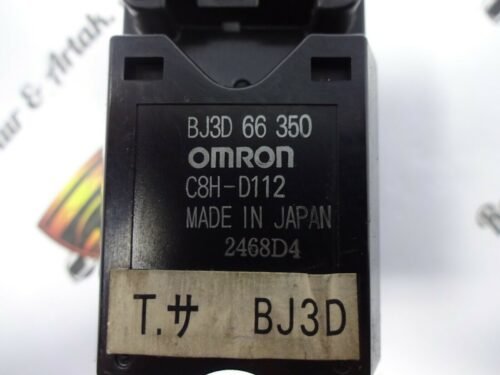 BJ3D 66 350
OMRON
C8H-D112
MADE IN JAPAN
2468D4
T.サ BJ3D